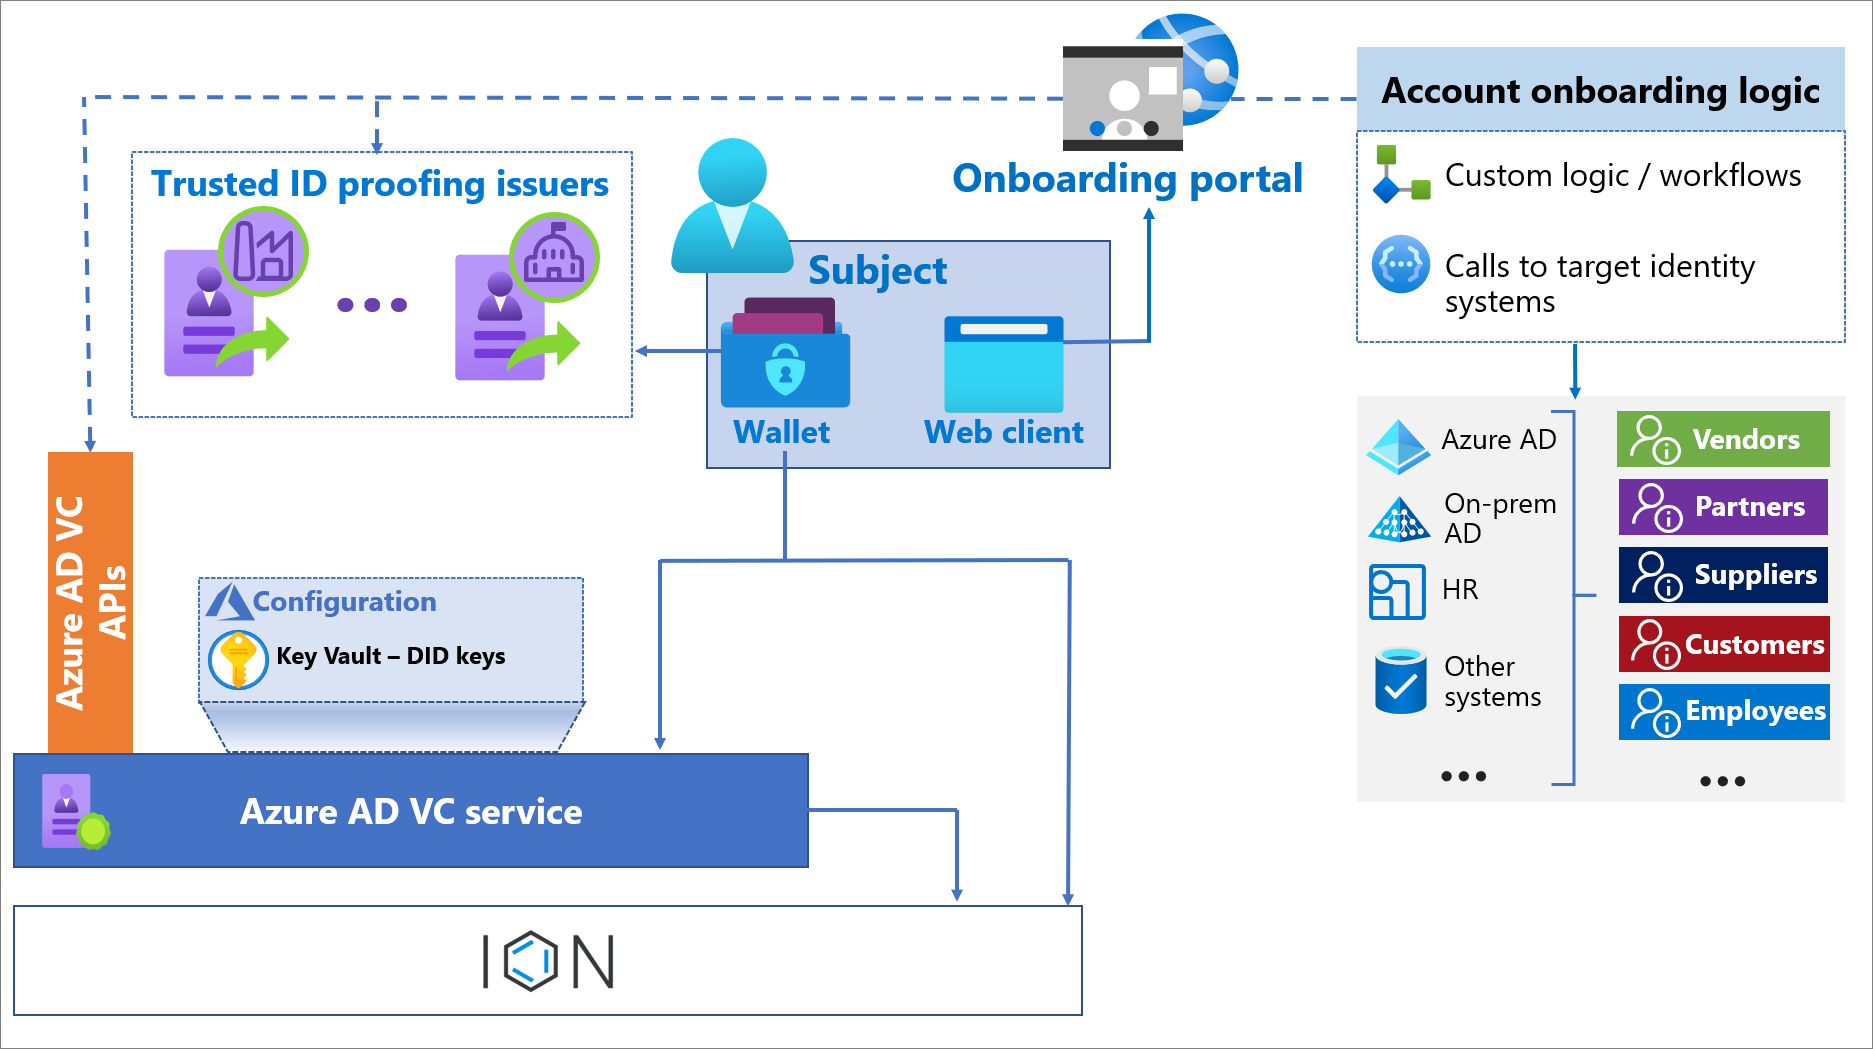 Account onboarding logic
Custom logic / workflows
Calls to target identity
systems
Onboarding portal
Trusted ID proofing issuers
Subject
Wallet
Web client
Azure AD VC
APIs
Configuration
Key Vault – DID keys
Azure AD VC service
ION
Azure AD
On-prem
AD
HR
Other
systems
Vendors
Partners
Suppliers
Customers
Employees